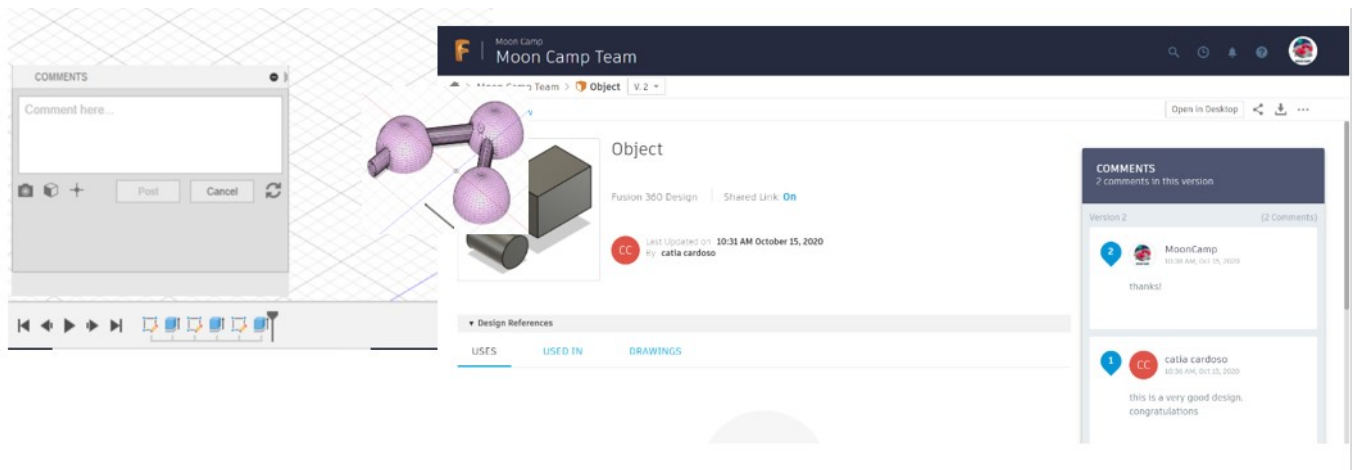 COMMENTS
Comment here...
Post
Cancel
F
Moon Camp
Moon Camp Team
> Moon Camp Team > Object V. 2
Open in Desktop
Object
Fusion 360 Design | Shared Link: On
CC
Last Updated on 10:31 AM October 15, 2020
By catia cardoso
▾ Design References
USES USED IN DRAWINGS
COMMENTS
2 comments in this version
Version 2 (2 Comments)
2
MoonCamp
10:38 AM, Oct 15, 2020
thanks!
1
CC
catia cardoso
10:36 AM, Oct 15, 2020
this is a very good design.
congratulations